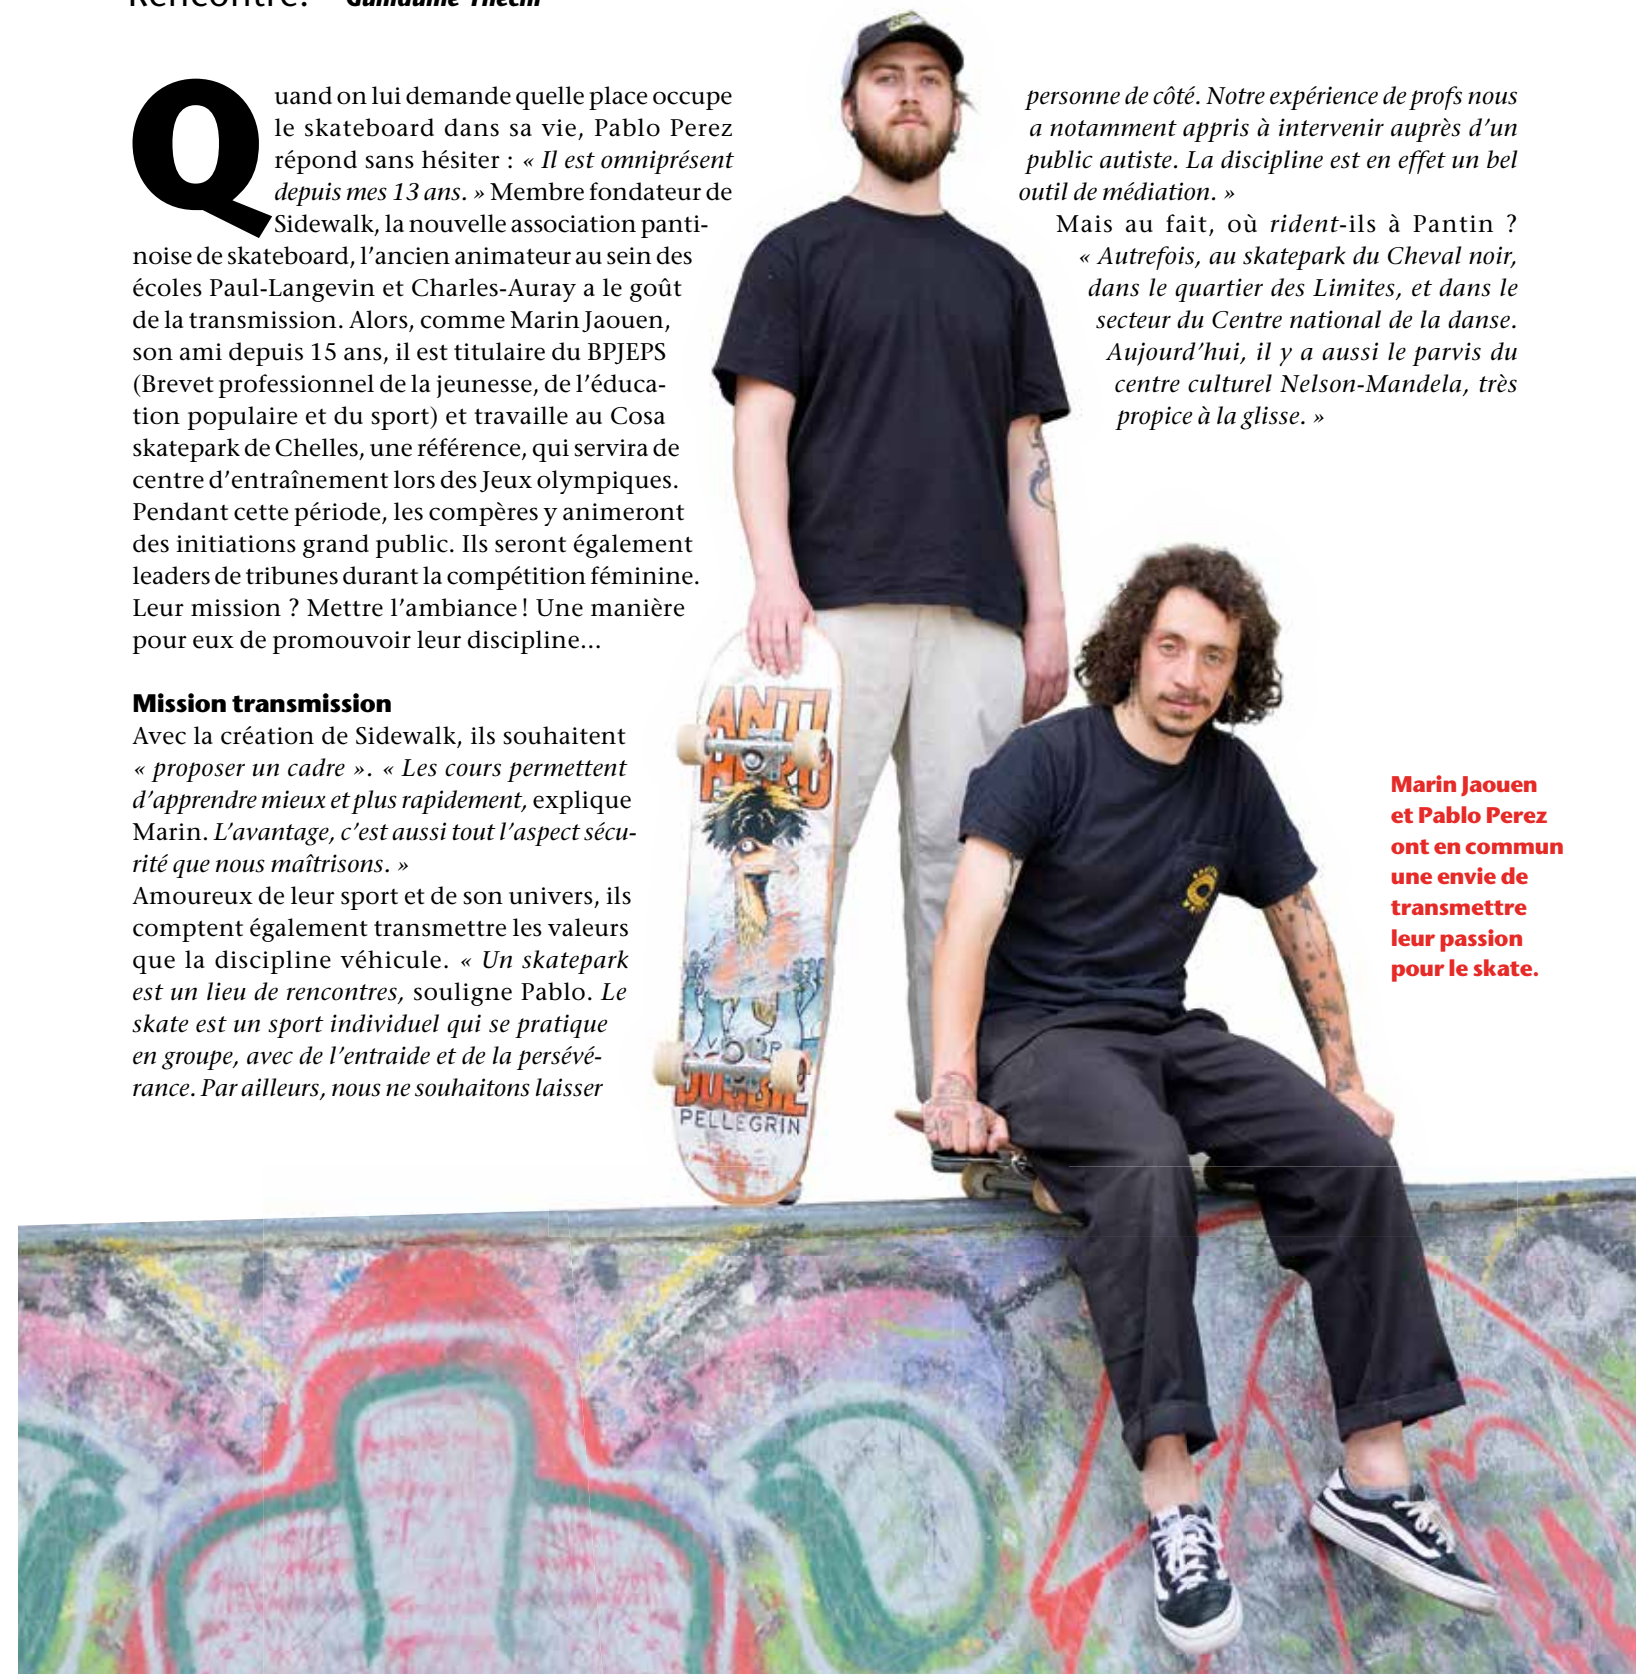 Rencontre.
Quand on lui demande quelle place occupe
le skateboard dans sa vie, Pablo Perez
répond sans hésiter : « Il est omniprésent
depuis mes 13 ans. » Membre fondateur de
Sidewalk, la nouvelle association panti-
noise de skateboard, l’ancien animateur au sein des
écoles Paul-Langevin et Charles-Auray a le goût
de la transmission. Alors, comme Marin Jaouen,
son ami depuis 15 ans, il est titulaire du BPJEPS
(Brevet professionnel de la jeunesse, de l’éduca-
tion populaire et du sport) et travaille au Cosa
skatepark de Chelles, une référence, qui servira de
centre d’entraînement lors des Jeux olympiques.
Pendant cette période, les compères y animeront
des initiations grand public. Ils seront également
leaders de tribunes durant la compétition féminine.
Leur mission ? Mettre l’ambiance ! Une manière
pour eux de promouvoir leur discipline...
Mission transmission
Avec la création de Sidewalk, ils souhaitent
« proposer un cadre ». « Les cours permettent
d’apprendre mieux et plus rapidement, explique
Marin. L’avantage, c’est aussi tout l’aspect sécu-
rité que nous maîtrisons. »
Amoureux de leur sport et de son univers, ils
comptent également transmettre les valeurs
que la discipline véhicule. « Un skatepark
est un lieu de rencontres, souligne Pablo. Le
skate est un sport individuel qui se pratique
en groupe, avec de l’entraide et de la persévé-
rance. Par ailleurs, nous ne souhaitons laisser
personne de côté. Notre expérience de profs nous
a notamment appris à intervenir auprès d’un
public autiste. La discipline est en effet un bel
outil de médiation. »
Mais au fait, où rident-ils à Pantin ?
« Autrefois, au skatepark du Cheval noir,
dans le quartier des Limites, et dans le
secteur du Centre national de la danse.
Aujourd’hui, il y a aussi le parvis du
centre culturel Nelson-Mandela, très
propice à la glisse. »
Marin Jaouen
et Pablo Perez
ont en commun
une envie de
transmettre
leur passion
pour le skate.
ANTI
HERO
PELLEGRIN